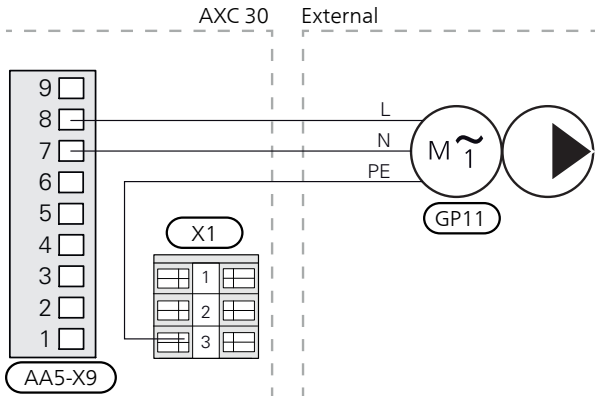 AXC 30 External
9
8 L
7 N
M ~ 1
6 PE
5
GP11
4 X1
3 1
2 2
1 3
AA5-X9